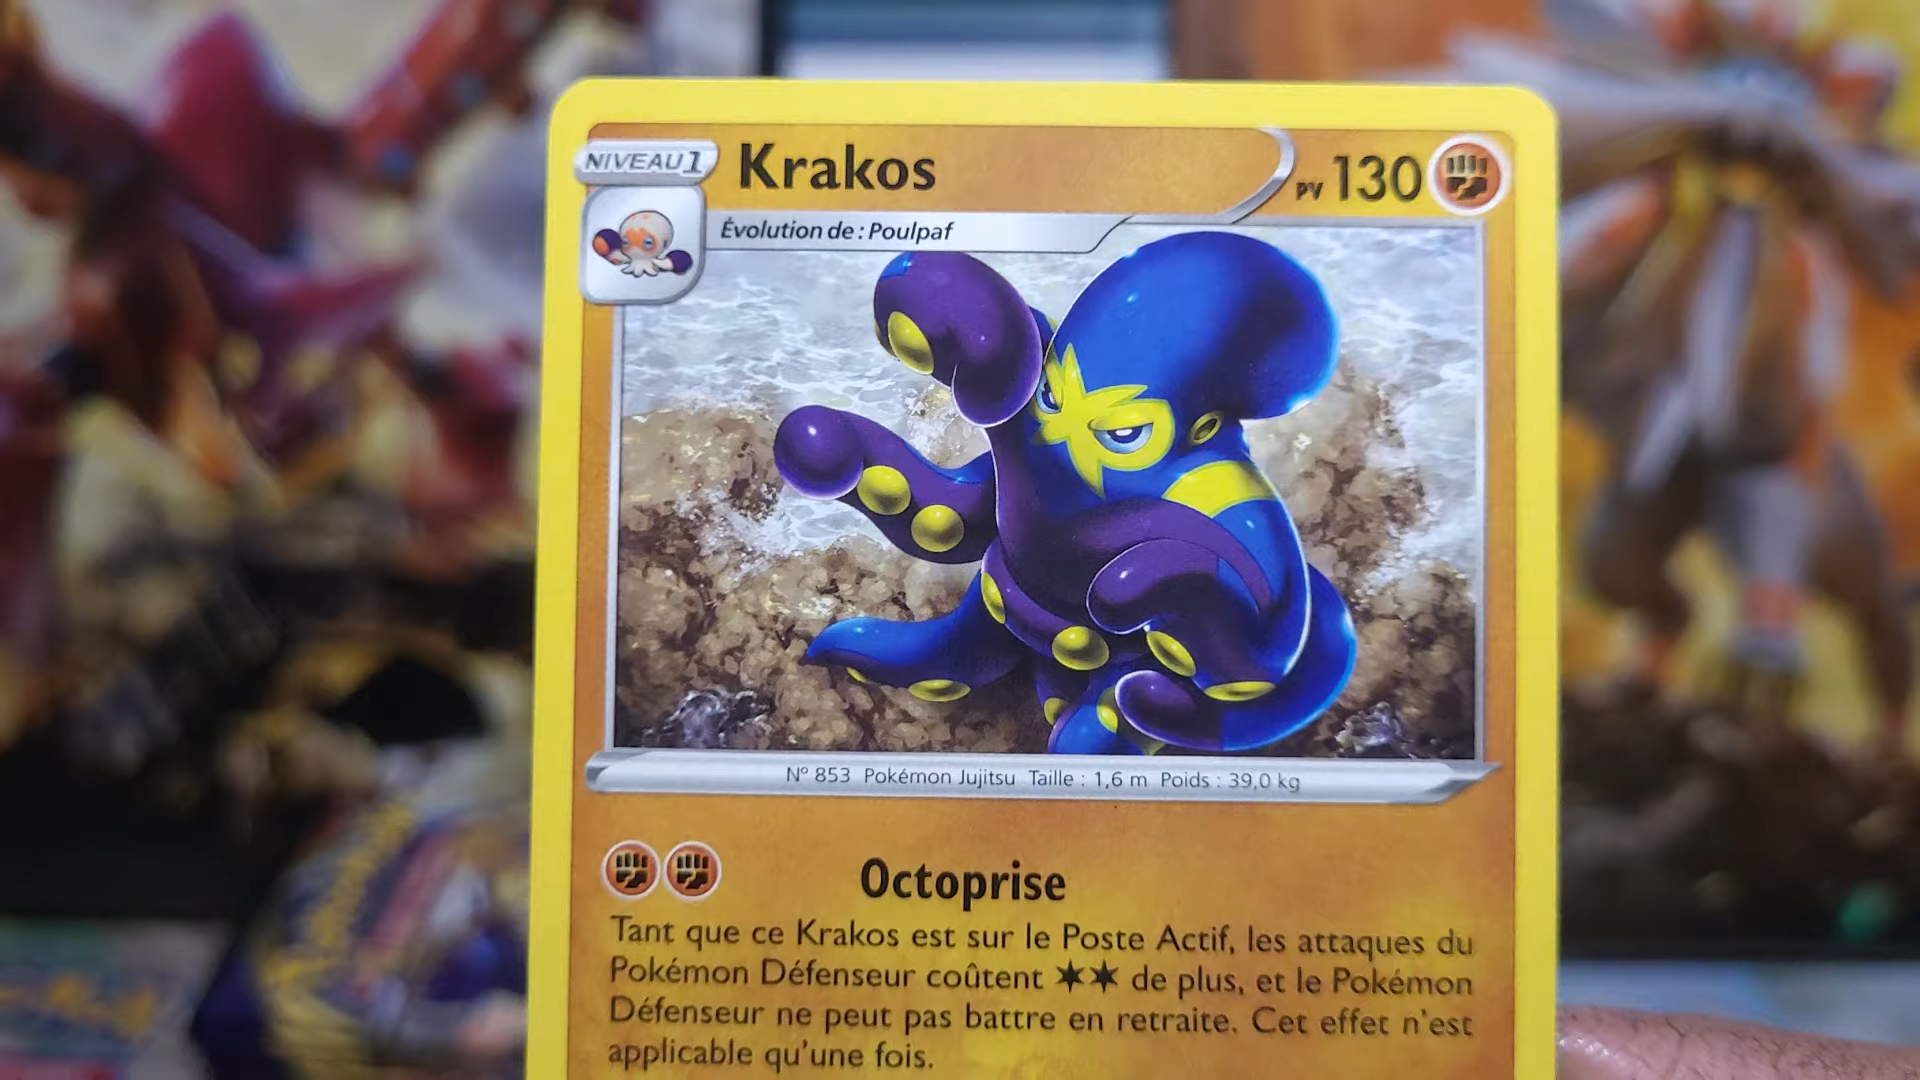 NIVEAU 1
Krakos
PV 130
Évolution de : Poulpaf
N° 853 Pokémon Jujitsu Taille : 1,6 m Poids : 39,0 kg
Octoprise
Tant que ce Krakos est sur le Poste Actif, les attaques du
Pokémon Défenseur coûtent ✶✶ de plus, et le Pokémon
Défenseur ne peut pas battre en retraite. Cet effet n'est
applicable qu'une fois.